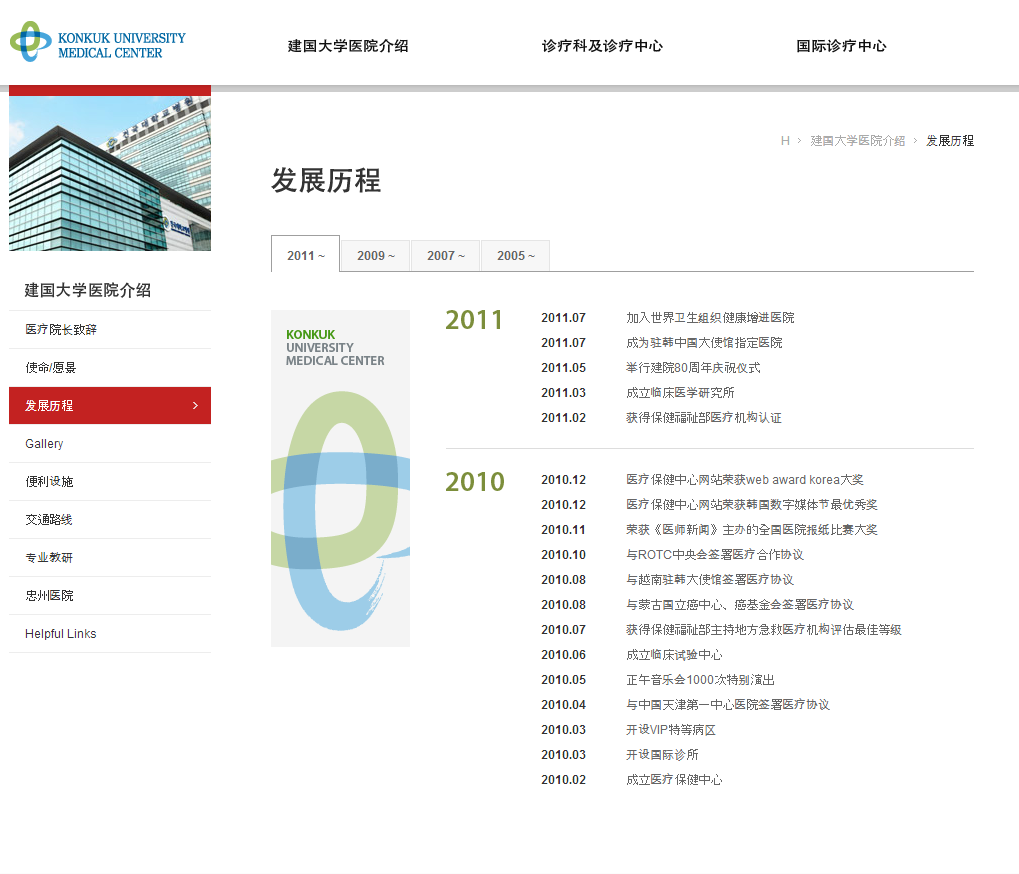 KONKUK UNIVERSITY
MEDICAL CENTER
建国大学医院介绍
诊疗科及诊疗中心
国际诊疗中心
H > 建国大学医院介绍 > 发展历程
发展历程
2011 ~
2009 ~
2007 ~
2005 ~
建国大学医院介绍
医疗院长致辞
使命/愿景
发展历程 >
Gallery
便利设施
交通路线
专业教研
忠州医院
Helpful Links
KONKUK
UNIVERSITY
MEDICAL CENTER
2011
2011.07 加入世界卫生组织健康增进医院
2011.07 成为驻韩中国大使馆指定医院
2011.05 举行建院80周年庆祝仪式
2011.03 成立临床医学研究所
2011.02 获得保健福祉部医疗机构认证
2010
2010.12 医疗保健中心网站荣获web award korea大奖
2010.12 医疗保健中心网站荣获韩国数字媒体节最优秀奖
2010.11 荣获《医师新闻》主办的全国医院报纸比赛大奖
2010.10 与ROTC中央会签署医疗合作协议
2010.08 与越南驻韩大使馆签署医疗协议
2010.08 与蒙古国立癌中心、癌基金会签署医疗协议
2010.07 获得保健福祉部主持地方急救医疗机构评估最佳等级
2010.06 成立临床试验中心
2010.05 正午音乐会1000次特别演出
2010.04 与中国天津第一中心医院签署医疗协议
2010.03 开设VIP特等病区
2010.03 开设国际诊所
2010.02 成立医疗保健中心